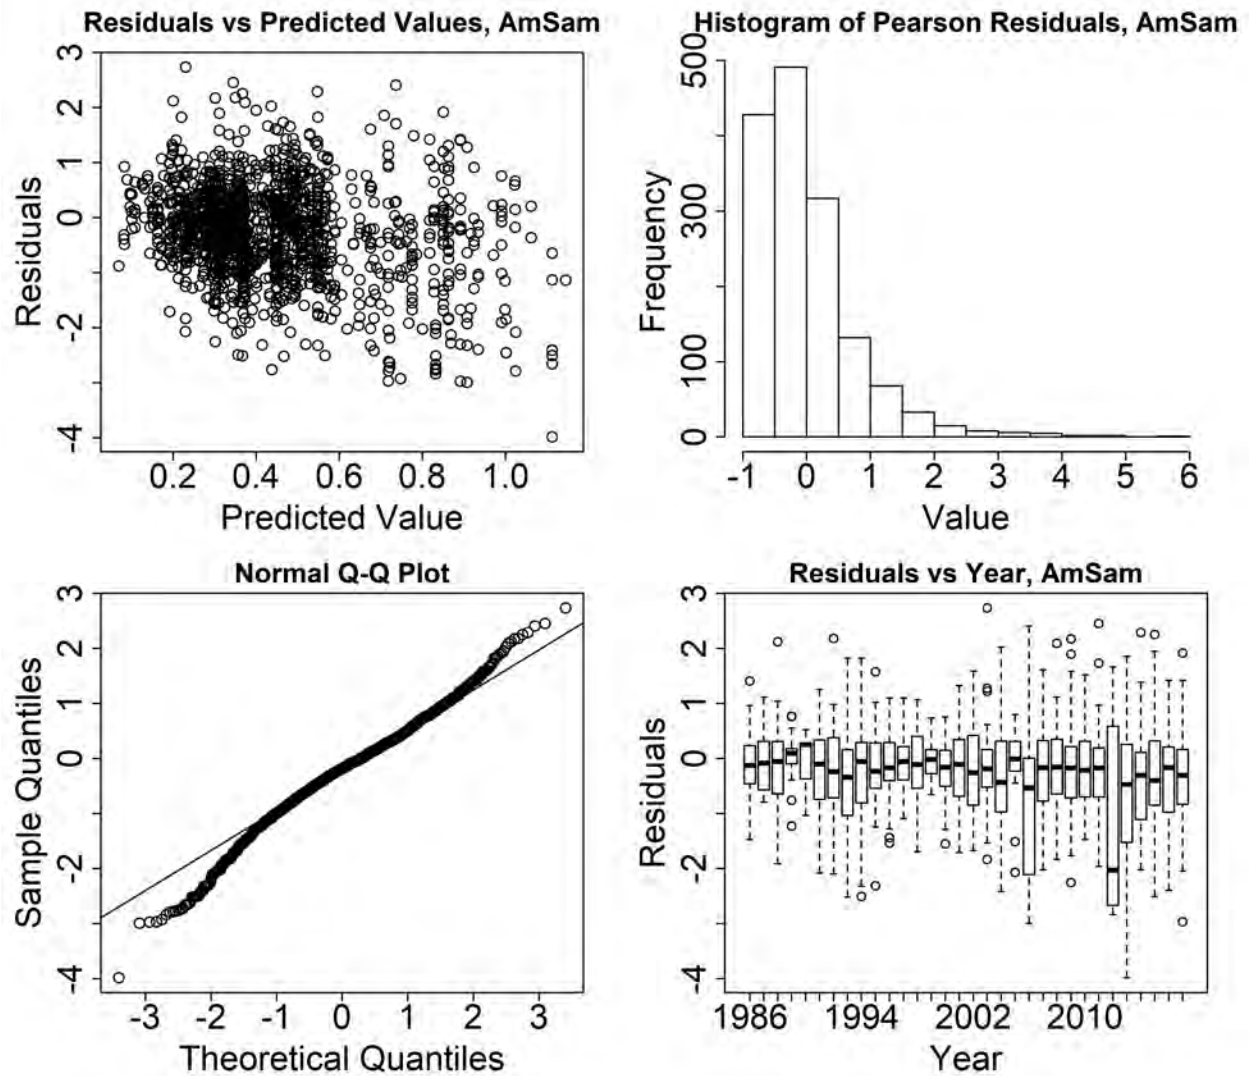 Residuals vs Predicted Values, AmSam
3
2
1
0
-2
-4
Residuals
0.2 0.4 0.6 0.8 1.0
Predicted Value
Histogram of Pearson Residuals, AmSam
500
300
100
0
Frequency
-1 0 1 2 3 4 5 6
Value
Normal Q-Q Plot
3
2
1
0
-2
-4
Sample Quantiles
-3 -2 -1 0 1 2 3
Theoretical Quantiles
Residuals vs Year, AmSam
3
2
1
0
-2
-4
Residuals
1986 1994 2002 2010
Year